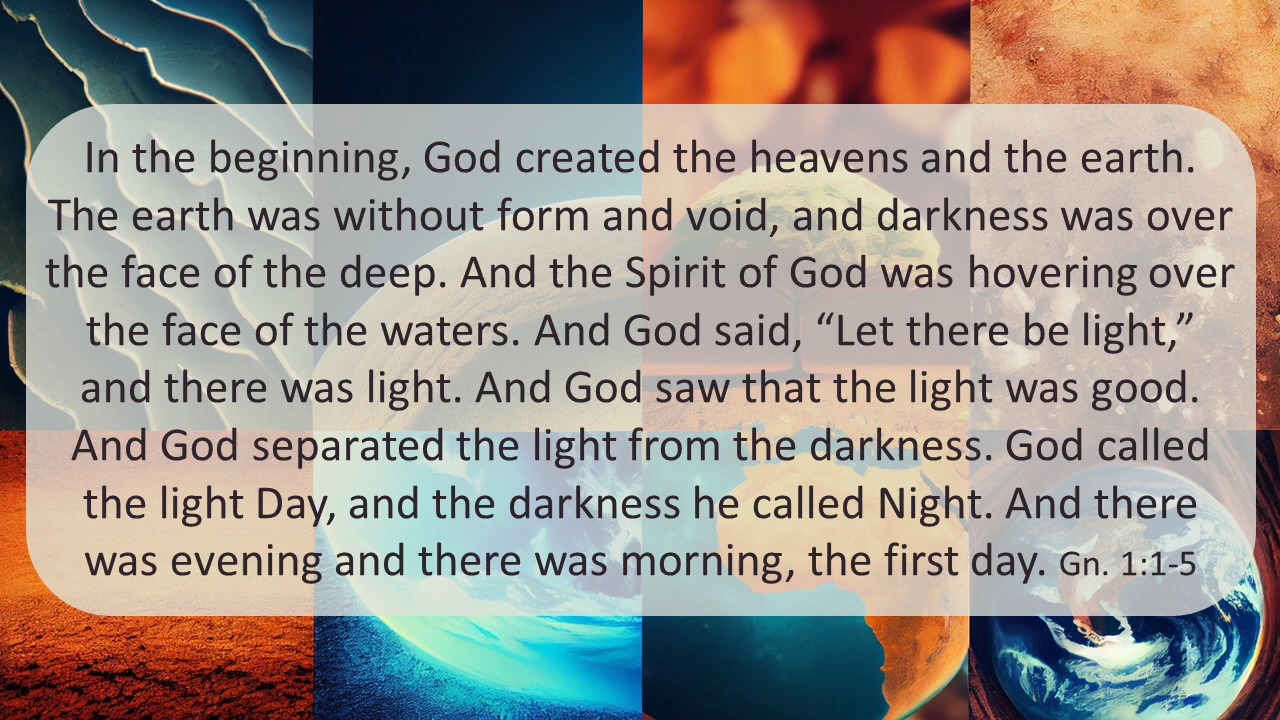 In the beginning, God created the heavens and the earth.
The earth was without form and void, and darkness was over
the face of the deep. And the Spirit of God was hovering over
the face of the waters. And God said, “Let there be light,”
and there was light. And God saw that the light was good.
And God separated the light from the darkness. God called
the light Day, and the darkness he called Night. And there
was evening and there was morning, the first day. Gn. 1:1-5